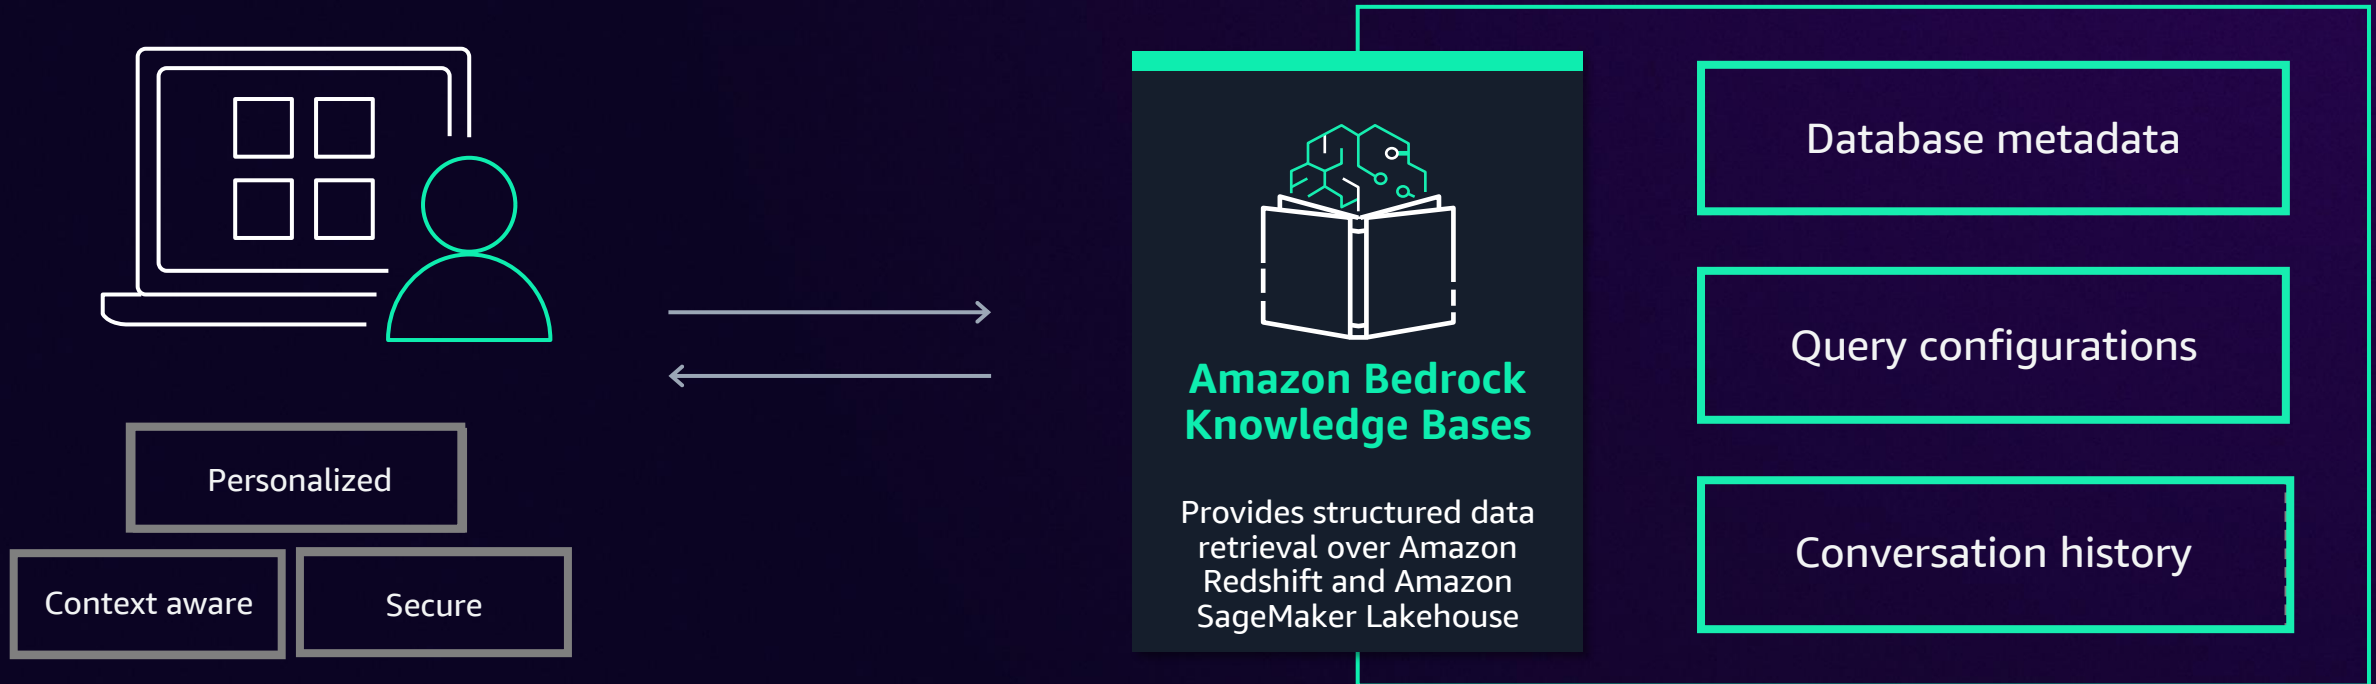 Personalized
Context aware
Secure
Amazon Bedrock
Knowledge Bases
Provides structured data
retrieval over Amazon
Redshift and Amazon
SageMaker Lakehouse
Database metadata
Query configurations
Conversation history